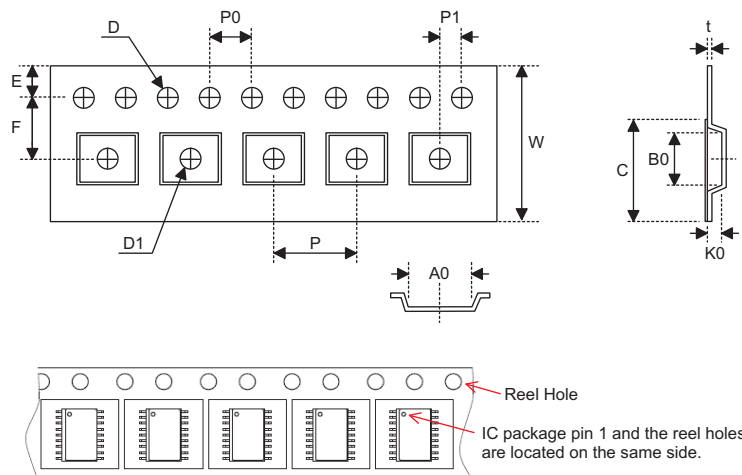 D
P0
P1
t
E
F
W
C
B0
D1
P
A0
K0
Reel Hole
IC package pin 1 and the reel holes
are located on the same side.